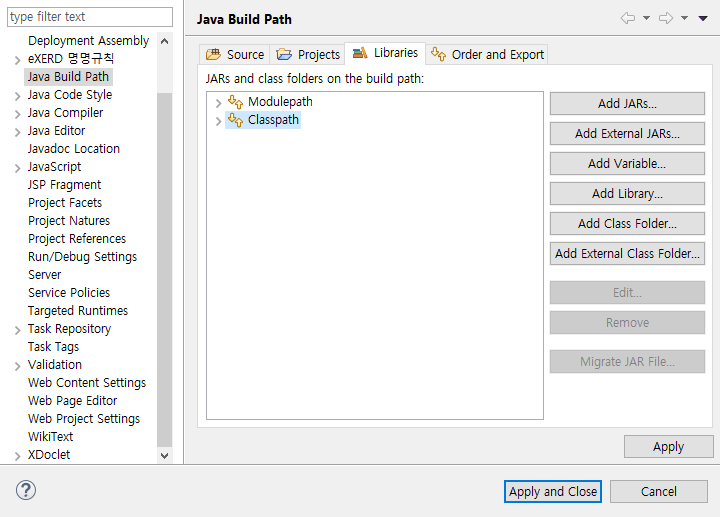 type filter text
Deployment Assembly
eXERD 명명규칙
Java Build Path
Java Code Style
Java Compiler
Java Editor
Javadoc Location
JavaScript
JSP Fragment
Project Facets
Project Natures
Project References
Run/Debug Settings
Server
Service Policies
Targeted Runtimes
Task Repository
Task Tags
Validation
Web Content Settings
Web Page Editor
Web Project Settings
WikiText
XDoclet
Java Build Path
Source Projects Libraries Order and Export
JARs and class folders on the build path:
Modulepath
Classpath
Add JARs...
Add External JARs...
Add Variable...
Add Library...
Add Class Folder...
Add External Class Folder...
Edit...
Remove
Migrate JAR File...
Apply
? Apply and Close Cancel